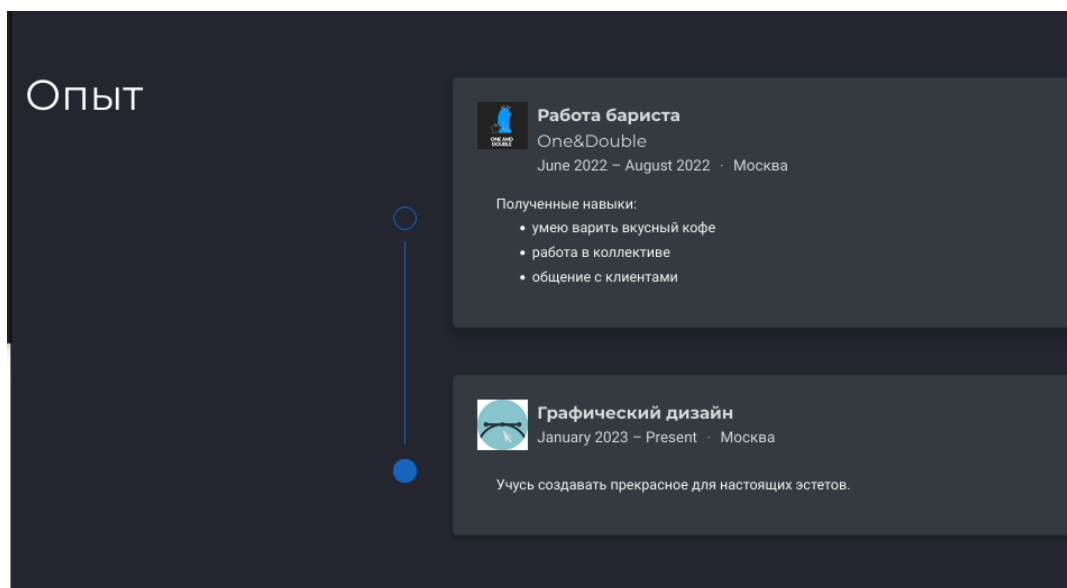 Опыт
ONE AND
DOUBLE
Работа бариста
One&Double
June 2022 – August 2022 · Москва
Полученные навыки:
• умею варить вкусный кофе
• работа в коллективе
• общение с клиентами
Графический дизайн
January 2023 – Present · Москва
Учусь создавать прекрасное для настоящих эстетов.